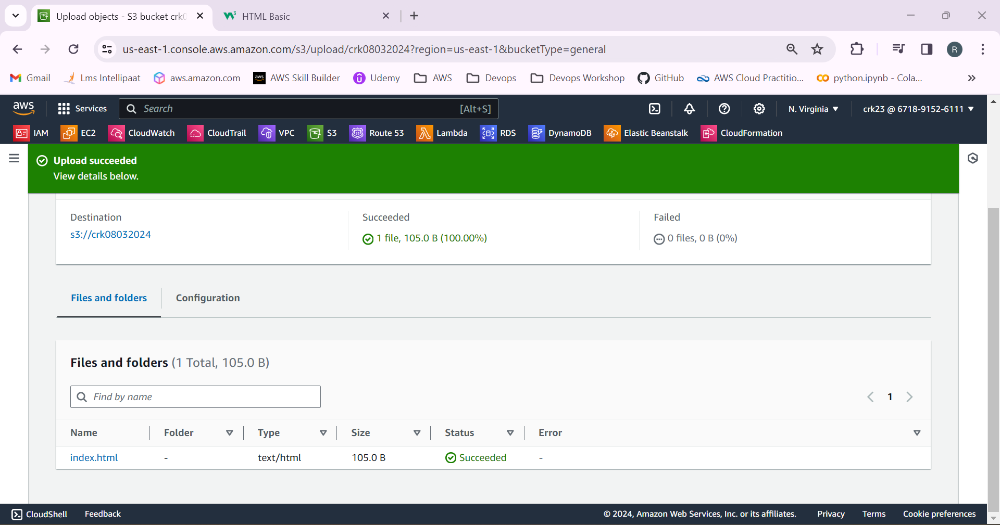 Upload objects - S3 bucket crk0
HTML Basic
us-east-1.console.aws.amazon.com/s3/upload/crk08032024?region=us-east-1&bucketType=general
R
Gmail
Lms Intellipaat
aws.amazon.com
aws
AWS Skill Builder
Udemy
AWS
Devops
Devops Workshop
GitHub
AWS Cloud Practitio...
python.ipynb - Cola...
aws
Services
Search
[Alt+S]
N. Virginia
crk23 @ 6718-9152-6111
IAM
EC2
CloudWatch
CloudTrail
VPC
S3
Route 53
Lambda
RDS
DynamoDB
Elastic Beanstalk
CloudFormation
Upload succeeded
View details below.
Destination
s3://crk08032024
Succeeded
1 file, 105.0 B (100.00%)
Failed
0 files, 0 B (0%)
Files and folders
Configuration
Files and folders (1 Total, 105.0 B)
Find by name
1
Name
Folder
Type
Size
Status
Error
index.html
-
text/html
105.0 B
Succeeded
-
CloudShell
Feedback
© 2024, Amazon Web Services, Inc. or its affiliates.
Privacy
Terms
Cookie preferences